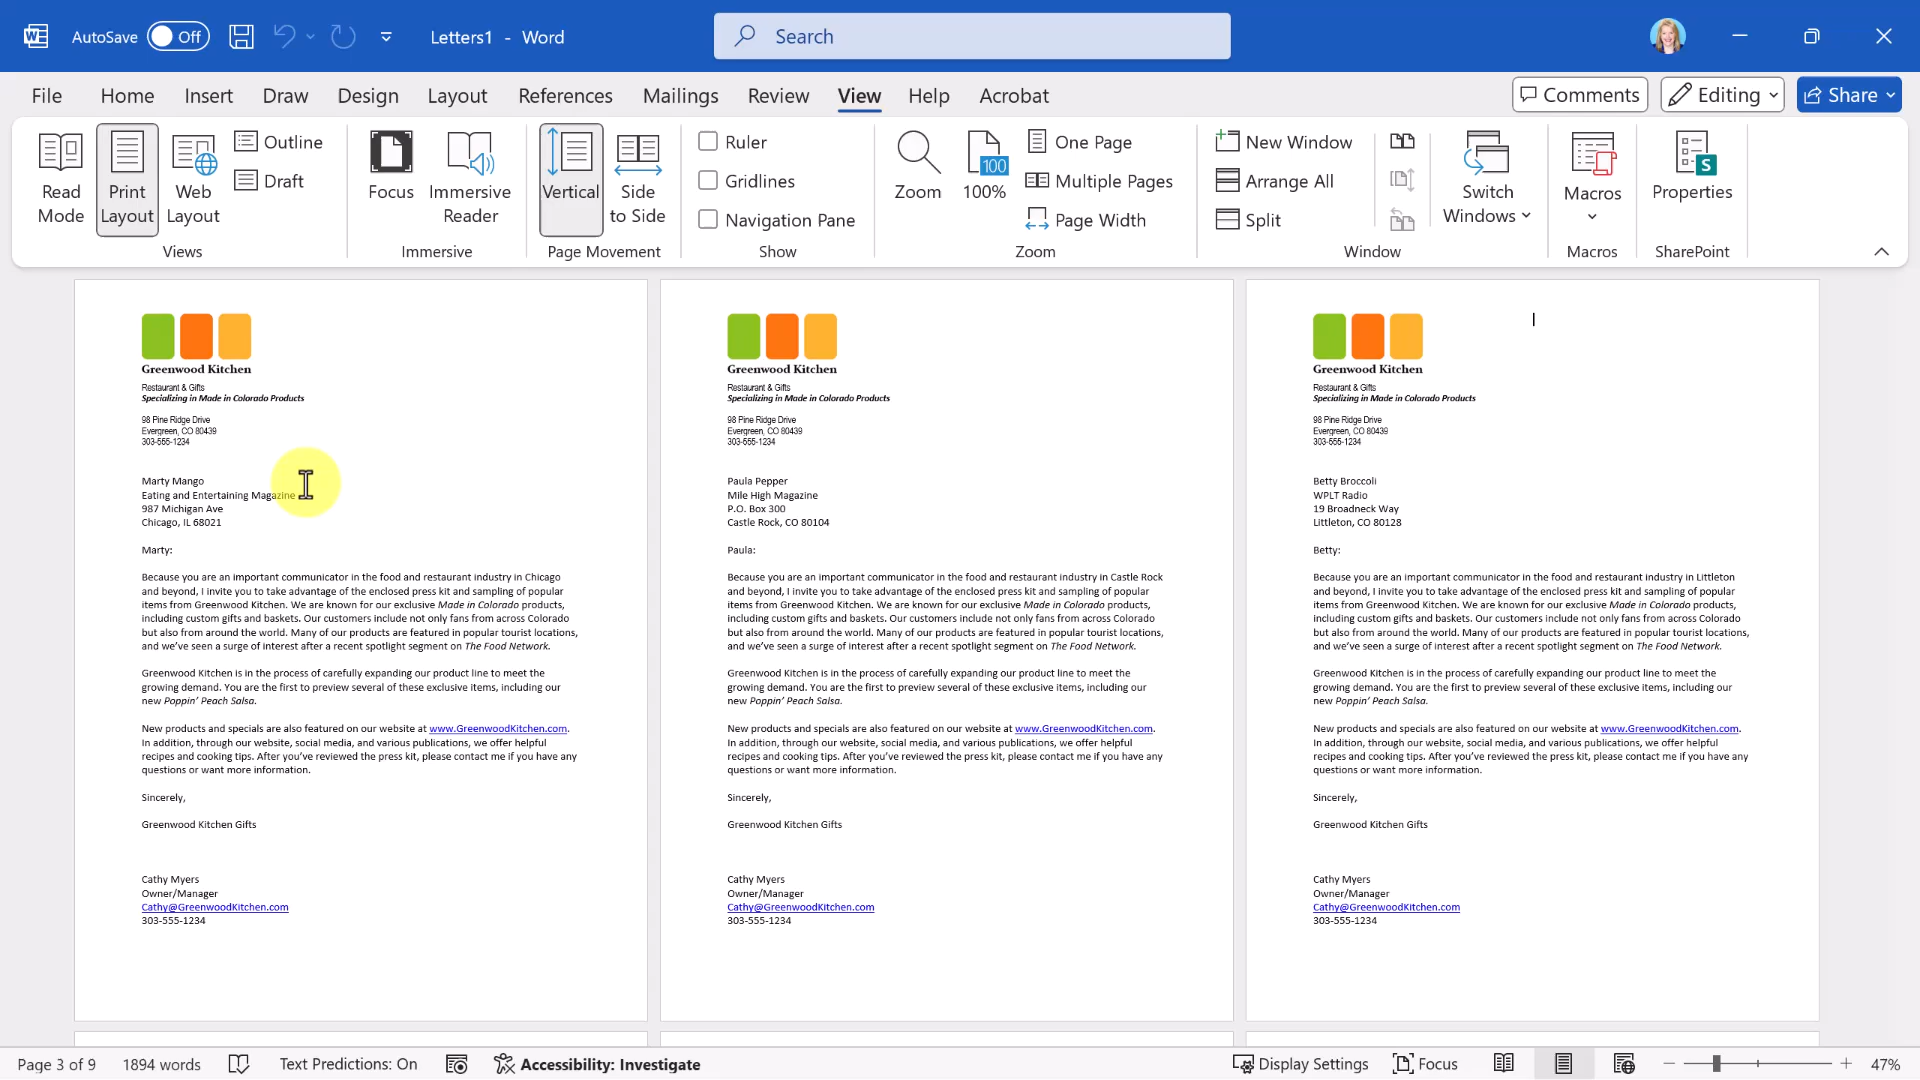 AutoSave Off Letters1 - Word Search
File Home Insert Draw Design Layout References Mailings Review View Help Acrobat Comments Editing Share
Read Mode
Print Layout
Web Layout
Outline
Draft
Views
Focus
Immersive Reader
Immersive
Vertical
Side to Side
Page Movement
Ruler
Gridlines
Navigation Pane
Show
Zoom
100
100%
One Page
Multiple Pages
Page Width
Zoom
New Window
Arrange All
Split
Switch Windows
Window
Macros
Macros
S
Properties
SharePoint
Greenwood Kitchen
Restaurant & Gifts
Specializing in Made in Colorado Products
98 Pine Ridge Drive
Evergreen, CO 80439
303-555-1234
Marty Mango
Eating and Entertaining Magazine
987 Michigan Ave
Chicago, IL 68021
Marty:
Because you are an important communicator in the food and restaurant industry in Chicago
and beyond, I invite you to take advantage of the enclosed press kit and sampling of popular
items from Greenwood Kitchen. We are known for our exclusive Made in Colorado products,
including custom gifts and baskets. Our customers include not only fans from across Colorado
but also from around the world. Many of our products are featured in popular tourist locations,
and we've seen a surge of interest after a recent spotlight segment on The Food Network.
Greenwood Kitchen is in the process of carefully expanding our product line to meet the
growing demand. You are the first to preview several of these exclusive items, including our
new Poppin' Peach Salsa.
New products and specials are also featured on our website at www.GreenwoodKitchen.com.
In addition, through our website, social media, and various publications, we offer helpful
recipes and cooking tips. After you've reviewed the press kit, please contact me if you have any
questions or want more information.
Sincerely,
Greenwood Kitchen Gifts
Cathy Myers
Owner/Manager
Cathy@GreenwoodKitchen.com
303-555-1234
Greenwood Kitchen
Restaurant & Gifts
Specializing in Made in Colorado Products
98 Pine Ridge Drive
Evergreen, CO 80439
303-555-1234
Paula Pepper
Mile High Magazine
P.O. Box 300
Castle Rock, CO 80104
Paula:
Because you are an important communicator in the food and restaurant industry in Castle Rock
and beyond, I invite you to take advantage of the enclosed press kit and sampling of popular
items from Greenwood Kitchen. We are known for our exclusive Made in Colorado products,
including custom gifts and baskets. Our customers include not only fans from across Colorado
but also from around the world. Many of our products are featured in popular tourist locations,
and we've seen a surge of interest after a recent spotlight segment on The Food Network.
Greenwood Kitchen is in the process of carefully expanding our product line to meet the
growing demand. You are the first to preview several of these exclusive items, including our
new Poppin' Peach Salsa.
New products and specials are also featured on our website at www.GreenwoodKitchen.com.
In addition, through our website, social media, and various publications, we offer helpful
recipes and cooking tips. After you've reviewed the press kit, please contact me if you have any
questions or want more information.
Sincerely,
Greenwood Kitchen Gifts
Cathy Myers
Owner/Manager
Cathy@GreenwoodKitchen.com
303-555-1234
Greenwood Kitchen
Restaurant & Gifts
Specializing in Made in Colorado Products
98 Pine Ridge Drive
Evergreen, CO 80439
303-555-1234
Betty Broccoli
WPLT Radio
19 Broadneck Way
Littleton, CO 80128
Betty:
Because you are an important communicator in the food and restaurant industry in Littleton
and beyond, I invite you to take advantage of the enclosed press kit and sampling of popular
items from Greenwood Kitchen. We are known for our exclusive Made in Colorado products,
including custom gifts and baskets. Our customers include not only fans from across Colorado
but also from around the world. Many of our products are featured in popular tourist locations,
and we've seen a surge of interest after a recent spotlight segment on The Food Network.
Greenwood Kitchen is in the process of carefully expanding our product line to meet the
growing demand. You are the first to preview several of these exclusive items, including our
new Poppin' Peach Salsa.
New products and specials are also featured on our website at www.GreenwoodKitchen.com.
In addition, through our website, social media, and various publications, we offer helpful
recipes and cooking tips. After you've reviewed the press kit, please contact me if you have any
questions or want more information.
Sincerely,
Greenwood Kitchen Gifts
Cathy Myers
Owner/Manager
Cathy@GreenwoodKitchen.com
303-555-1234
Page 3 of 9 1894 words Text Predictions: On Accessibility: Investigate Display Settings Focus 47%